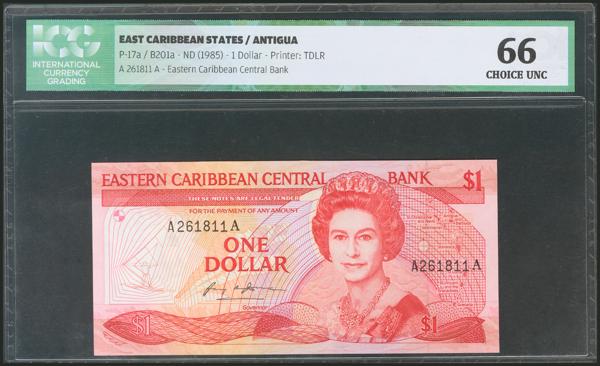 ICG
INTERNATIONAL
CURRENCY
GRADING
EAST CARIBBEAN STATES / ANTIGUA
P-17a / B201a - ND (1985) - 1 Dollar - Printer: TDLR
A 261811 A - Eastern Caribbean Central Bank
66
CHOICE UNC
EASTERN CARIBBEAN CENTRAL BANK $1
THESE NOTES ARE LEGAL TENDER
FOR THE PAYMENT OF ANY AMOUNT
A261811A
ONE
DOLLAR
A261811A
Governor
$1
$1